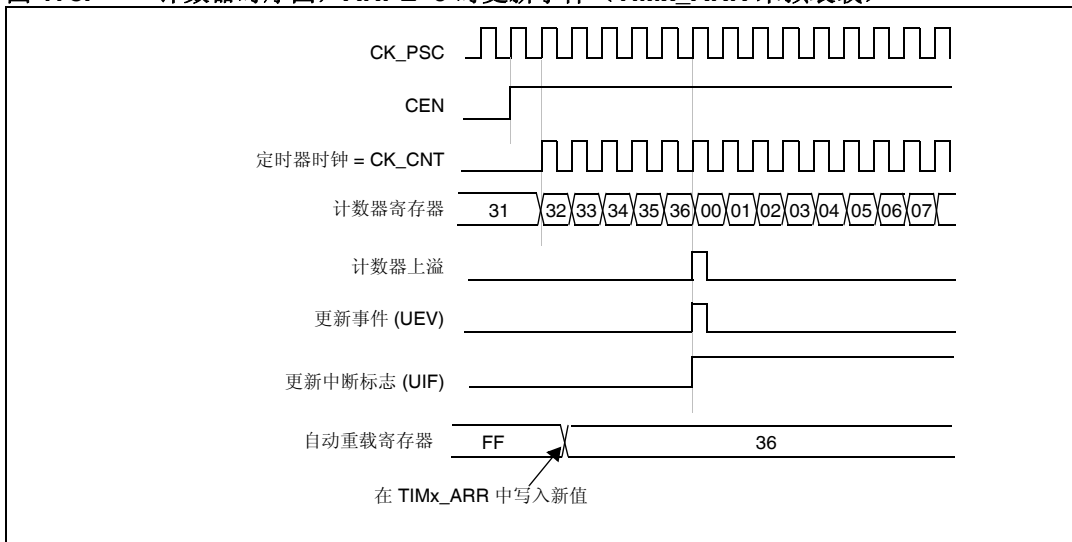 CK_PSC
CEN
定时器时钟 = CK_CNT
计数器寄存器 31 32 33 34 35 36 00 01 02 03 04 05 06 07
计数器上溢
更新事件 (UEV)
更新中断标志 (UIF)
自动重载寄存器 FF 36
在 TIMx_ARR 中写入新值